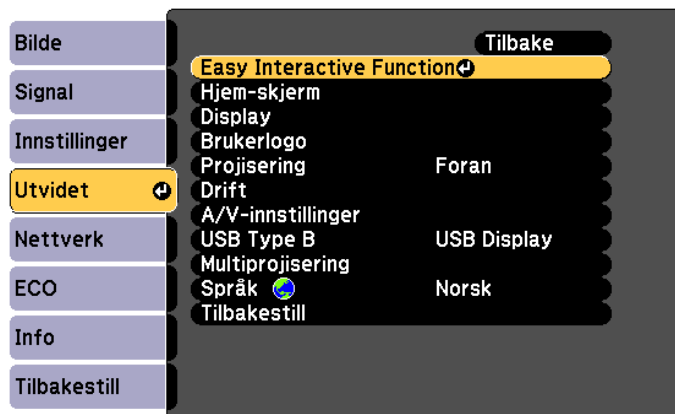 Bilde
Signal
Innstillinger
Utvidet
Nettverk
ECO
Info
Tilbakestill
Tilbake
Easy Interactive Function
Hjem-skjerm
Display
Brukerlogo
Projisering Foran
Drift
A/V-innstillinger
USB Type B USB Display
Multiprojisering
Språk Norsk
Tilbakestill